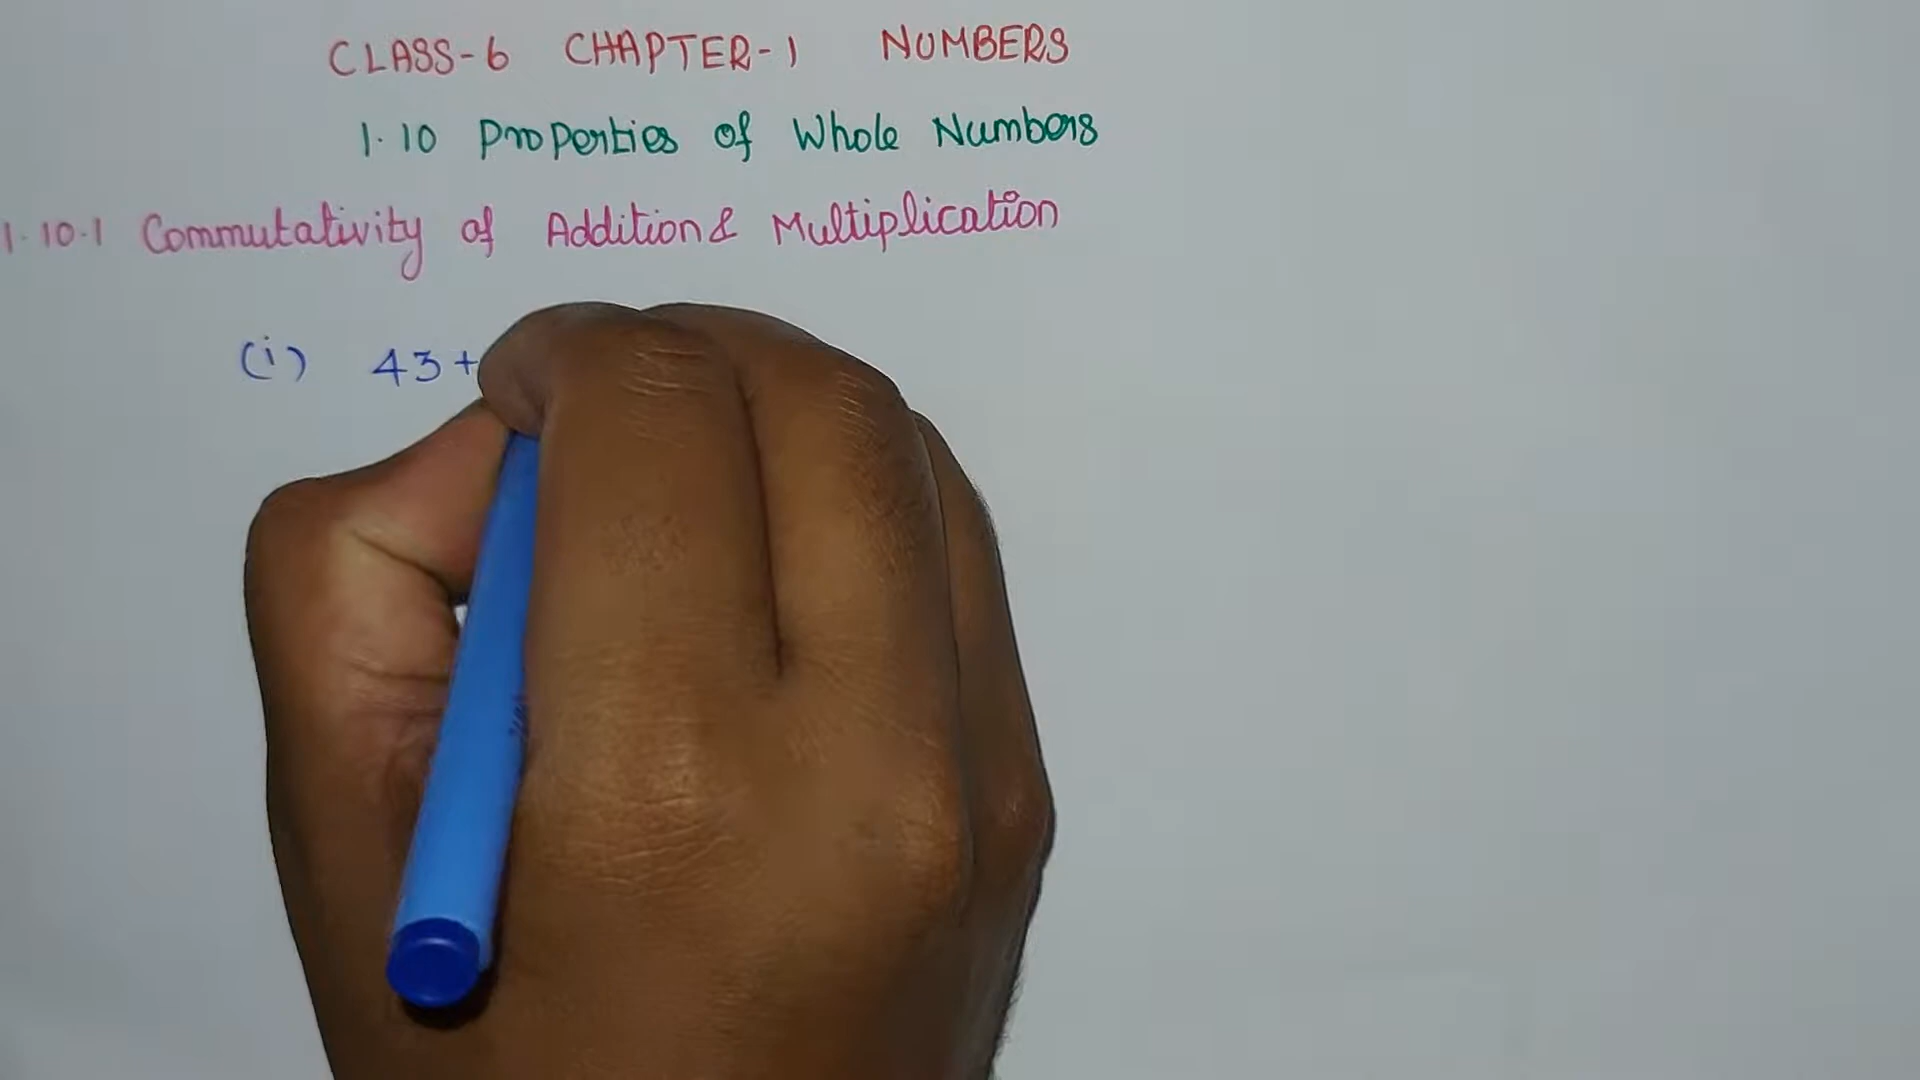 CLASS-6 CHAPTER-1 NUMBERS
1.10 Properties of Whole Numbers
1.10.1 Commutativity of Addition & Multiplication
(i) 43+